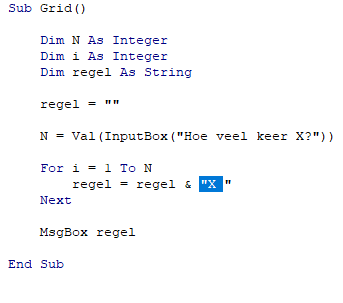 Sub Grid()
Dim N As Integer
Dim i As Integer
Dim regel As String
regel = ""
N = Val(InputBox("Hoe veel keer X?"))
For i = 1 To N
regel = regel & "X "
Next
MsgBox regel
End Sub